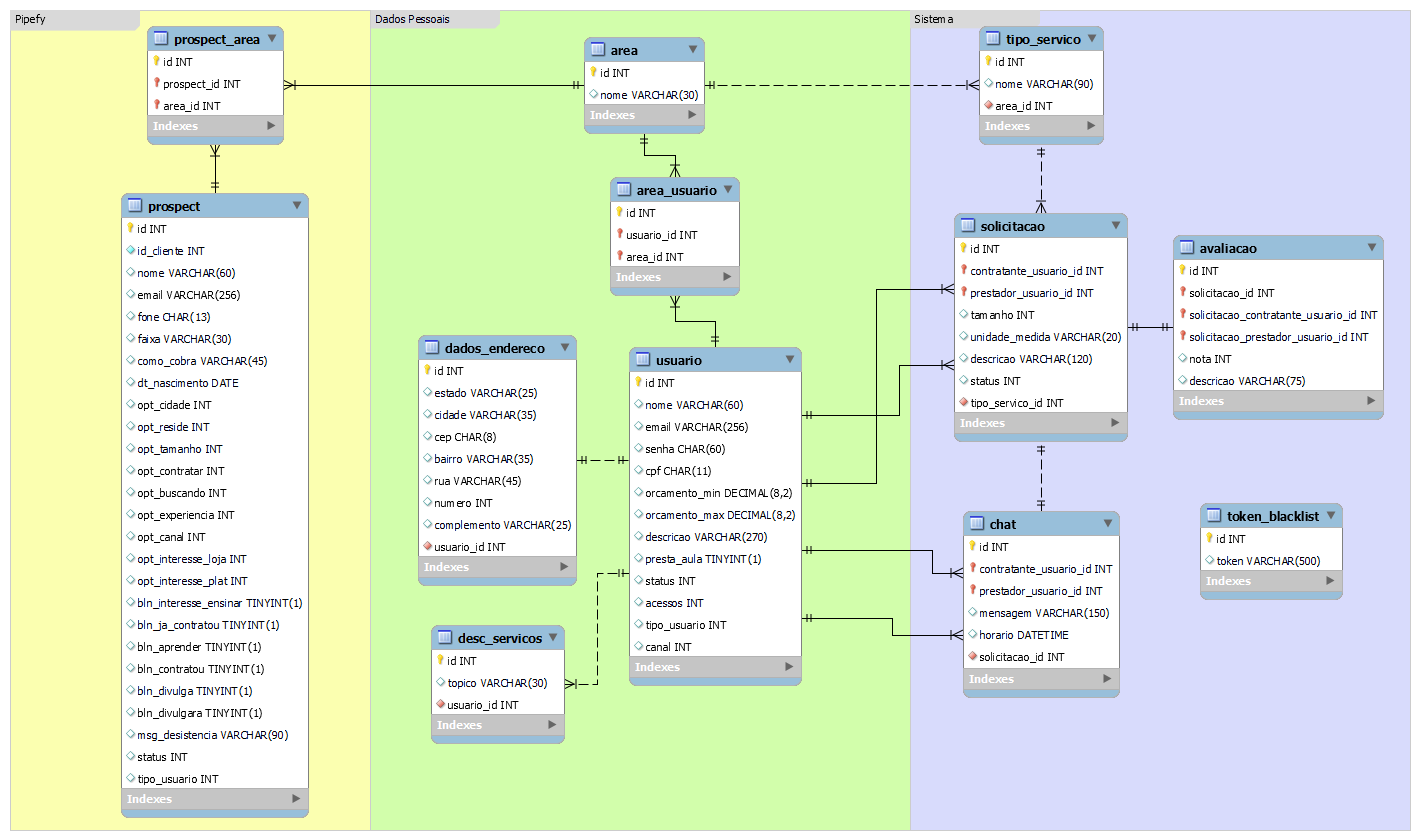 Pipefy
prospect_area
id INT
prospect_id INT
area_id INT
Indexes
prospect
id INT
id_cliente INT
nome VARCHAR(60)
email VARCHAR(256)
fone CHAR(13)
faixa VARCHAR(30)
como_cobra VARCHAR(45)
dt_nascimento DATE
opt_cidade INT
opt_reside INT
opt_tamanho INT
opt_contratar INT
opt_buscando INT
opt_experiencia INT
opt_canal INT
opt_interesse_loja INT
opt_interesse_plat INT
bln_interesse_ensinar TINYINT(1)
bln_ja_contratou TINYINT(1)
bln_aprender TINYINT(1)
bln_contratou TINYINT(1)
bln_divulga TINYINT(1)
bln_divulgara TINYINT(1)
msg_desistencia VARCHAR(90)
status INT
tipo_usuario INT
Indexes
Dados Pessoais
area
id INT
nome VARCHAR(30)
Indexes
area_usuario
id INT
usuario_id INT
area_id INT
Indexes
dados_endereco
id INT
estado VARCHAR(25)
cidade VARCHAR(35)
cep CHAR(8)
bairro VARCHAR(35)
rua VARCHAR(45)
numero INT
complemento VARCHAR(25)
usuario_id INT
Indexes
usuario
id INT
nome VARCHAR(60)
email VARCHAR(256)
senha CHAR(60)
cpf CHAR(11)
orcamento_min DECIMAL(8,2)
orcamento_max DECIMAL(8,2)
descricao VARCHAR(270)
presta_aula TINYINT(1)
status INT
acessos INT
tipo_usuario INT
canal INT
Indexes
desc_servicos
id INT
topico VARCHAR(30)
usuario_id INT
Indexes
Sistema
tipo_servico
id INT
nome VARCHAR(90)
area_id INT
Indexes
solicitacao
id INT
contratante_usuario_id INT
prestador_usuario_id INT
tamanho INT
unidade_medida VARCHAR(20)
descricao VARCHAR(120)
status INT
tipo_servico_id INT
Indexes
avaliacao
id INT
solicitacao_id INT
solicitacao_contratante_usuario_id INT
solicitacao_prestador_usuario_id INT
nota INT
descricao VARCHAR(75)
Indexes
chat
id INT
contratante_usuario_id INT
prestador_usuario_id INT
mensagem VARCHAR(150)
horario DATETIME
solicitacao_id INT
Indexes
token_blacklist
id INT
token VARCHAR(500)
Indexes